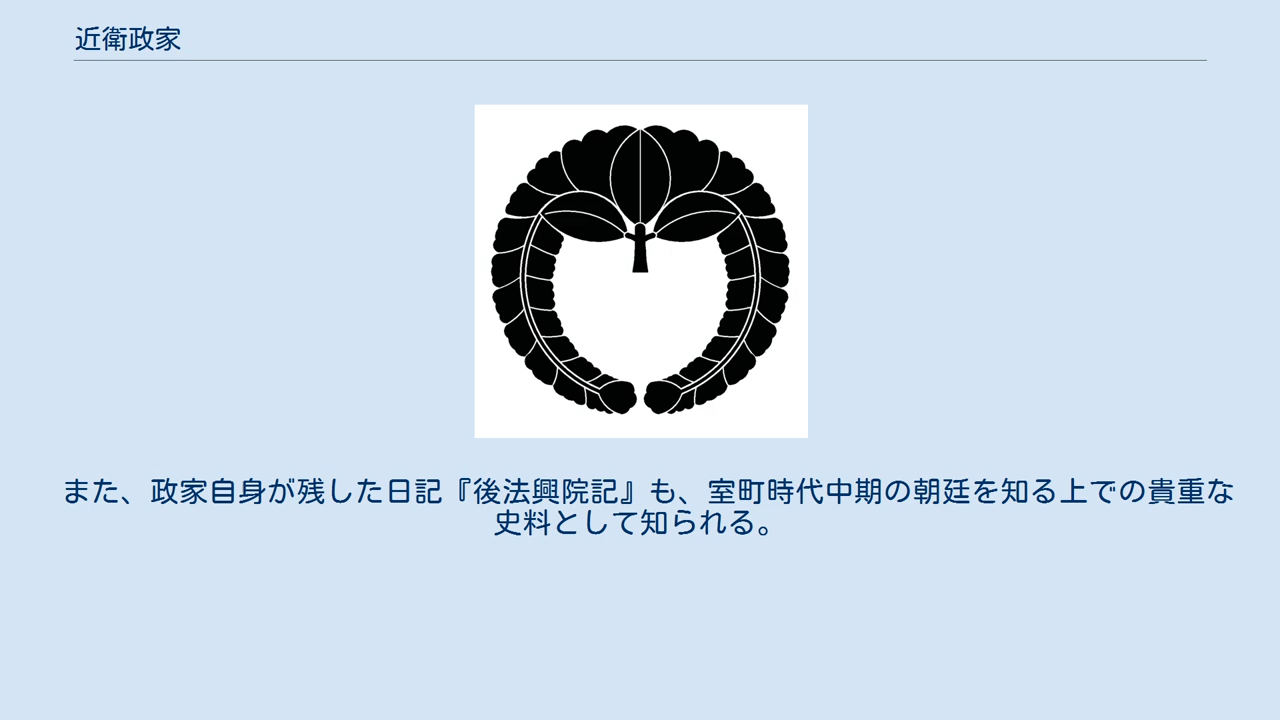 近衛政家
また、政家自身が残した日記『後法興院記』も、室町時代中期の朝廷を知る上での貴重な
史料として知られる。